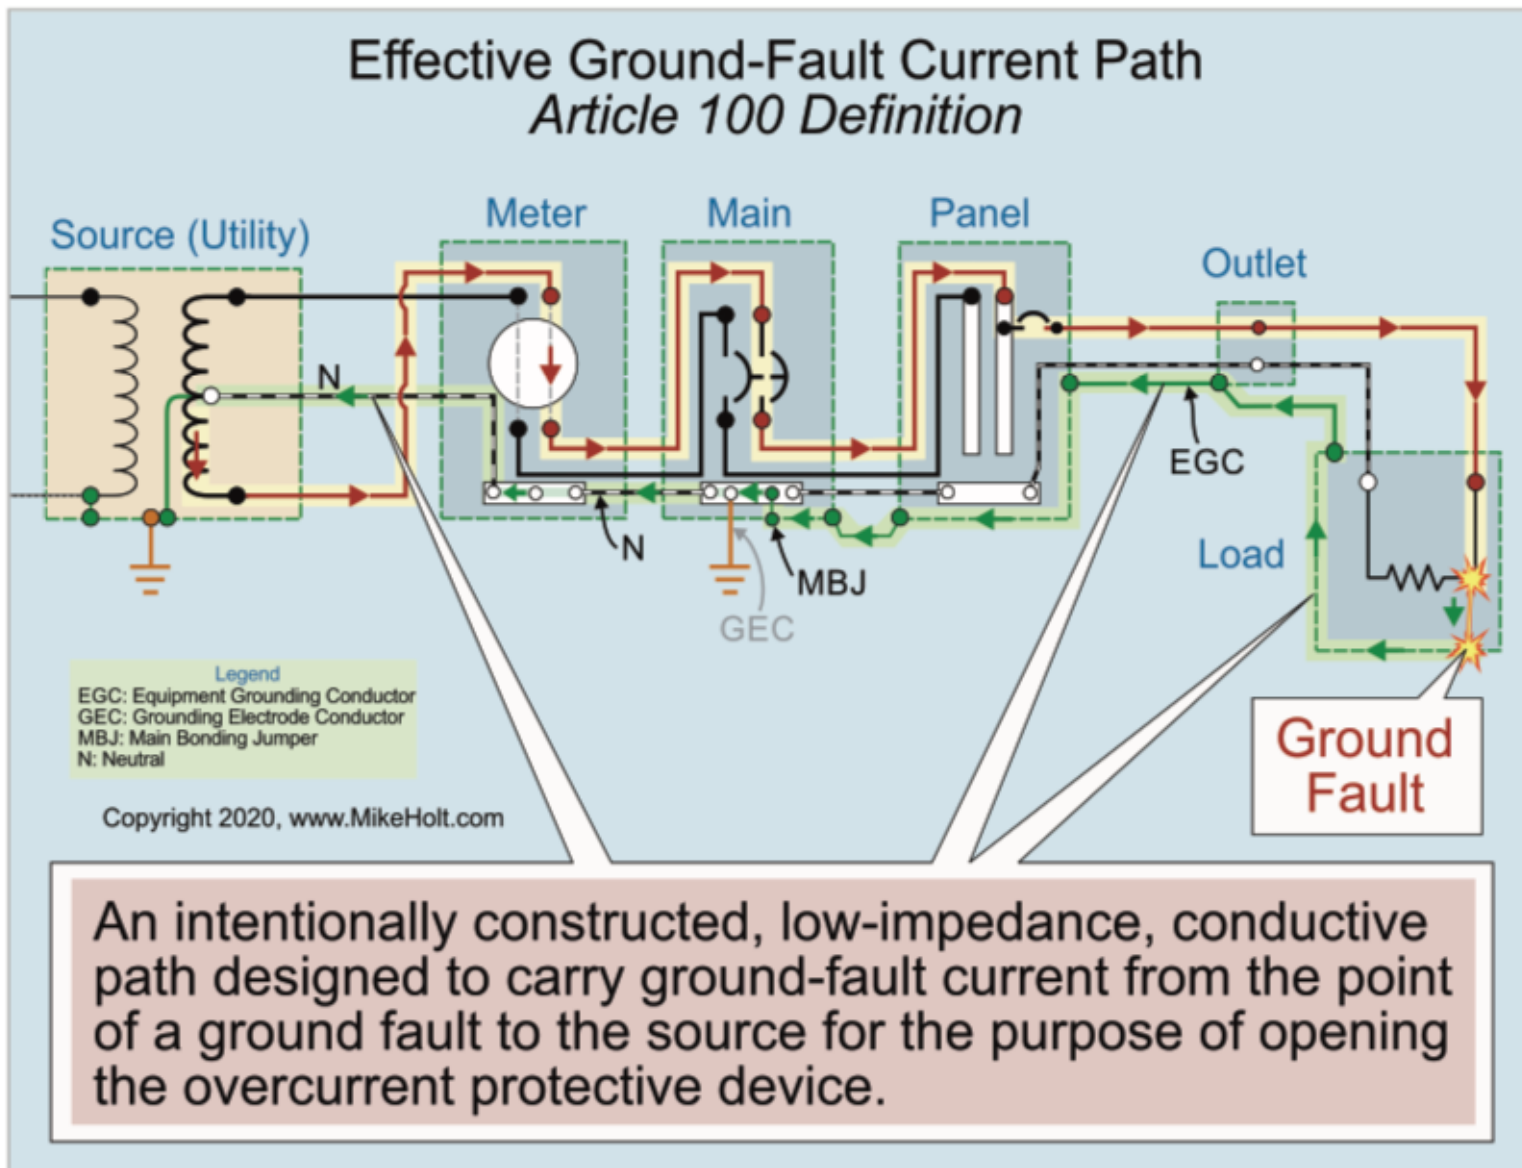 Effective Ground-Fault Current Path
Article 100 Definition
Source (Utility)
Meter
Main
Panel
Outlet
N
EGC
N
MBJ
GEC
Load
Legend
EGC: Equipment Grounding Conductor
GEC: Grounding Electrode Conductor
MBJ: Main Bonding Jumper
N: Neutral
Ground
Fault
Copyright 2020, www.MikeHolt.com
An intentionally constructed, low-impedance, conductive
path designed to carry ground-fault current from the point
of a ground fault to the source for the purpose of opening
the overcurrent protective device.